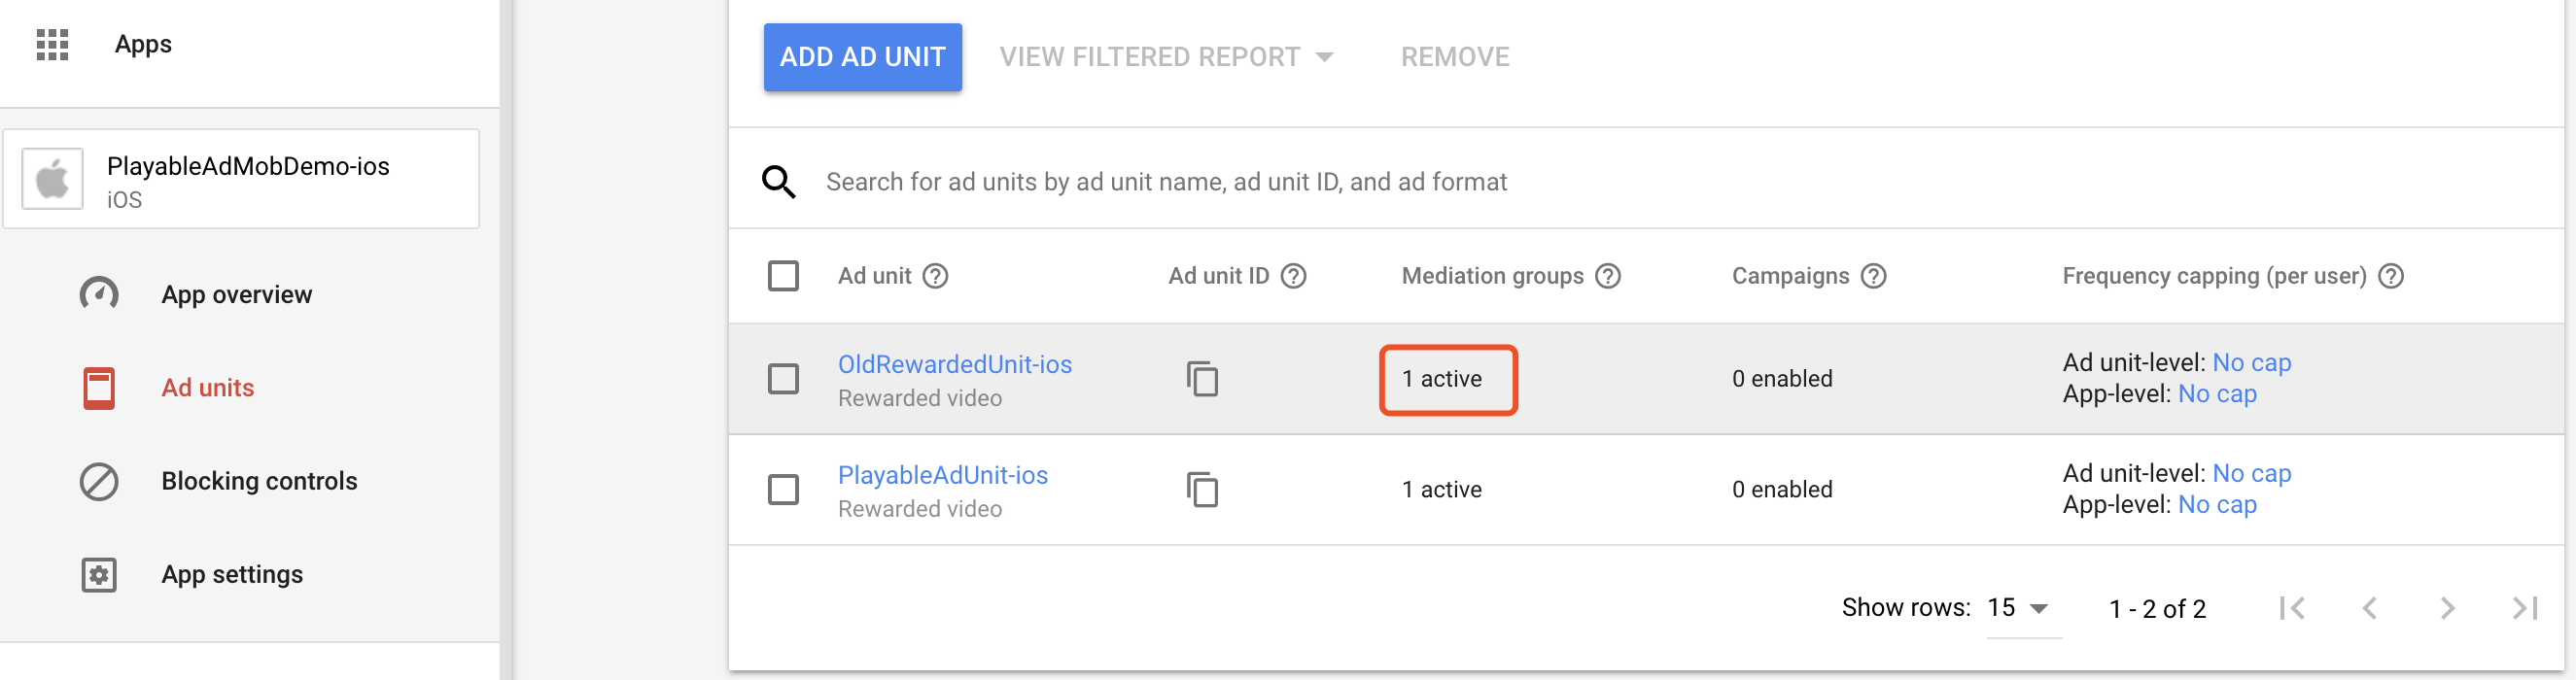 Apps
PlayableAdMobDemo-ios
iOS
App overview
Ad units
Blocking controls
App settings
ADD AD UNIT VIEW FILTERED REPORT REMOVE
Search for ad units by ad unit name, ad unit ID, and ad format
Ad unit Ad unit ID Mediation groups Campaigns Frequency capping (per user)
OldRewardedUnit-ios
Rewarded video
1 active
0 enabled
Ad unit-level: No cap
App-level: No cap
PlayableAdUnit-ios
Rewarded video
1 active
0 enabled
Ad unit-level: No cap
App-level: No cap
Show rows: 15 1 - 2 of 2